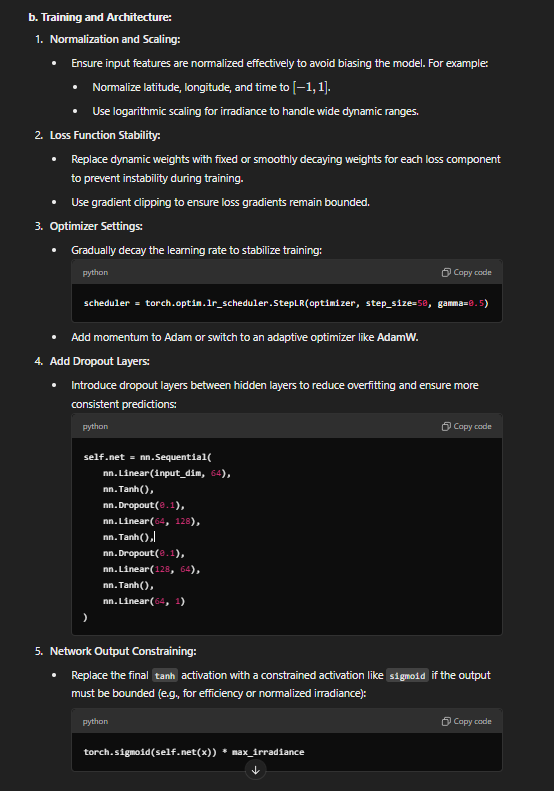 b. Training and Architecture:
1. Normalization and Scaling:
• Ensure input features are normalized effectively to avoid biasing the model. For example:
• Normalize latitude, longitude, and time to [−1, 1].
• Use logarithmic scaling for irradiance to handle wide dynamic ranges.
2. Loss Function Stability:
• Replace dynamic weights with fixed or smoothly decaying weights for each loss component
to prevent instability during training.
• Use gradient clipping to ensure loss gradients remain bounded.
3. Optimizer Settings:
• Gradually decay the learning rate to stabilize training:
python Copy code
scheduler = torch.optim.lr_scheduler.StepLR(optimizer, step_size=50, gamma=0.5)
• Add momentum to Adam or switch to an adaptive optimizer like AdamW.
4. Add Dropout Layers:
• Introduce dropout layers between hidden layers to reduce overfitting and ensure more
consistent predictions:
python Copy code
self.net = nn.Sequential(
nn.Linear(input_dim, 64),
nn.Tanh(),
nn.Dropout(0.1),
nn.Linear(64, 128),
nn.Tanh(),
nn.Dropout(0.1),
nn.Linear(128, 64),
nn.Tanh(),
nn.Linear(64, 1)
)
5. Network Output Constraining:
• Replace the final tanh activation with a constrained activation like sigmoid if the output
must be bounded (e.g., for efficiency or normalized irradiance):
python Copy code
torch.sigmoid(self.net(x)) * max_irradiance